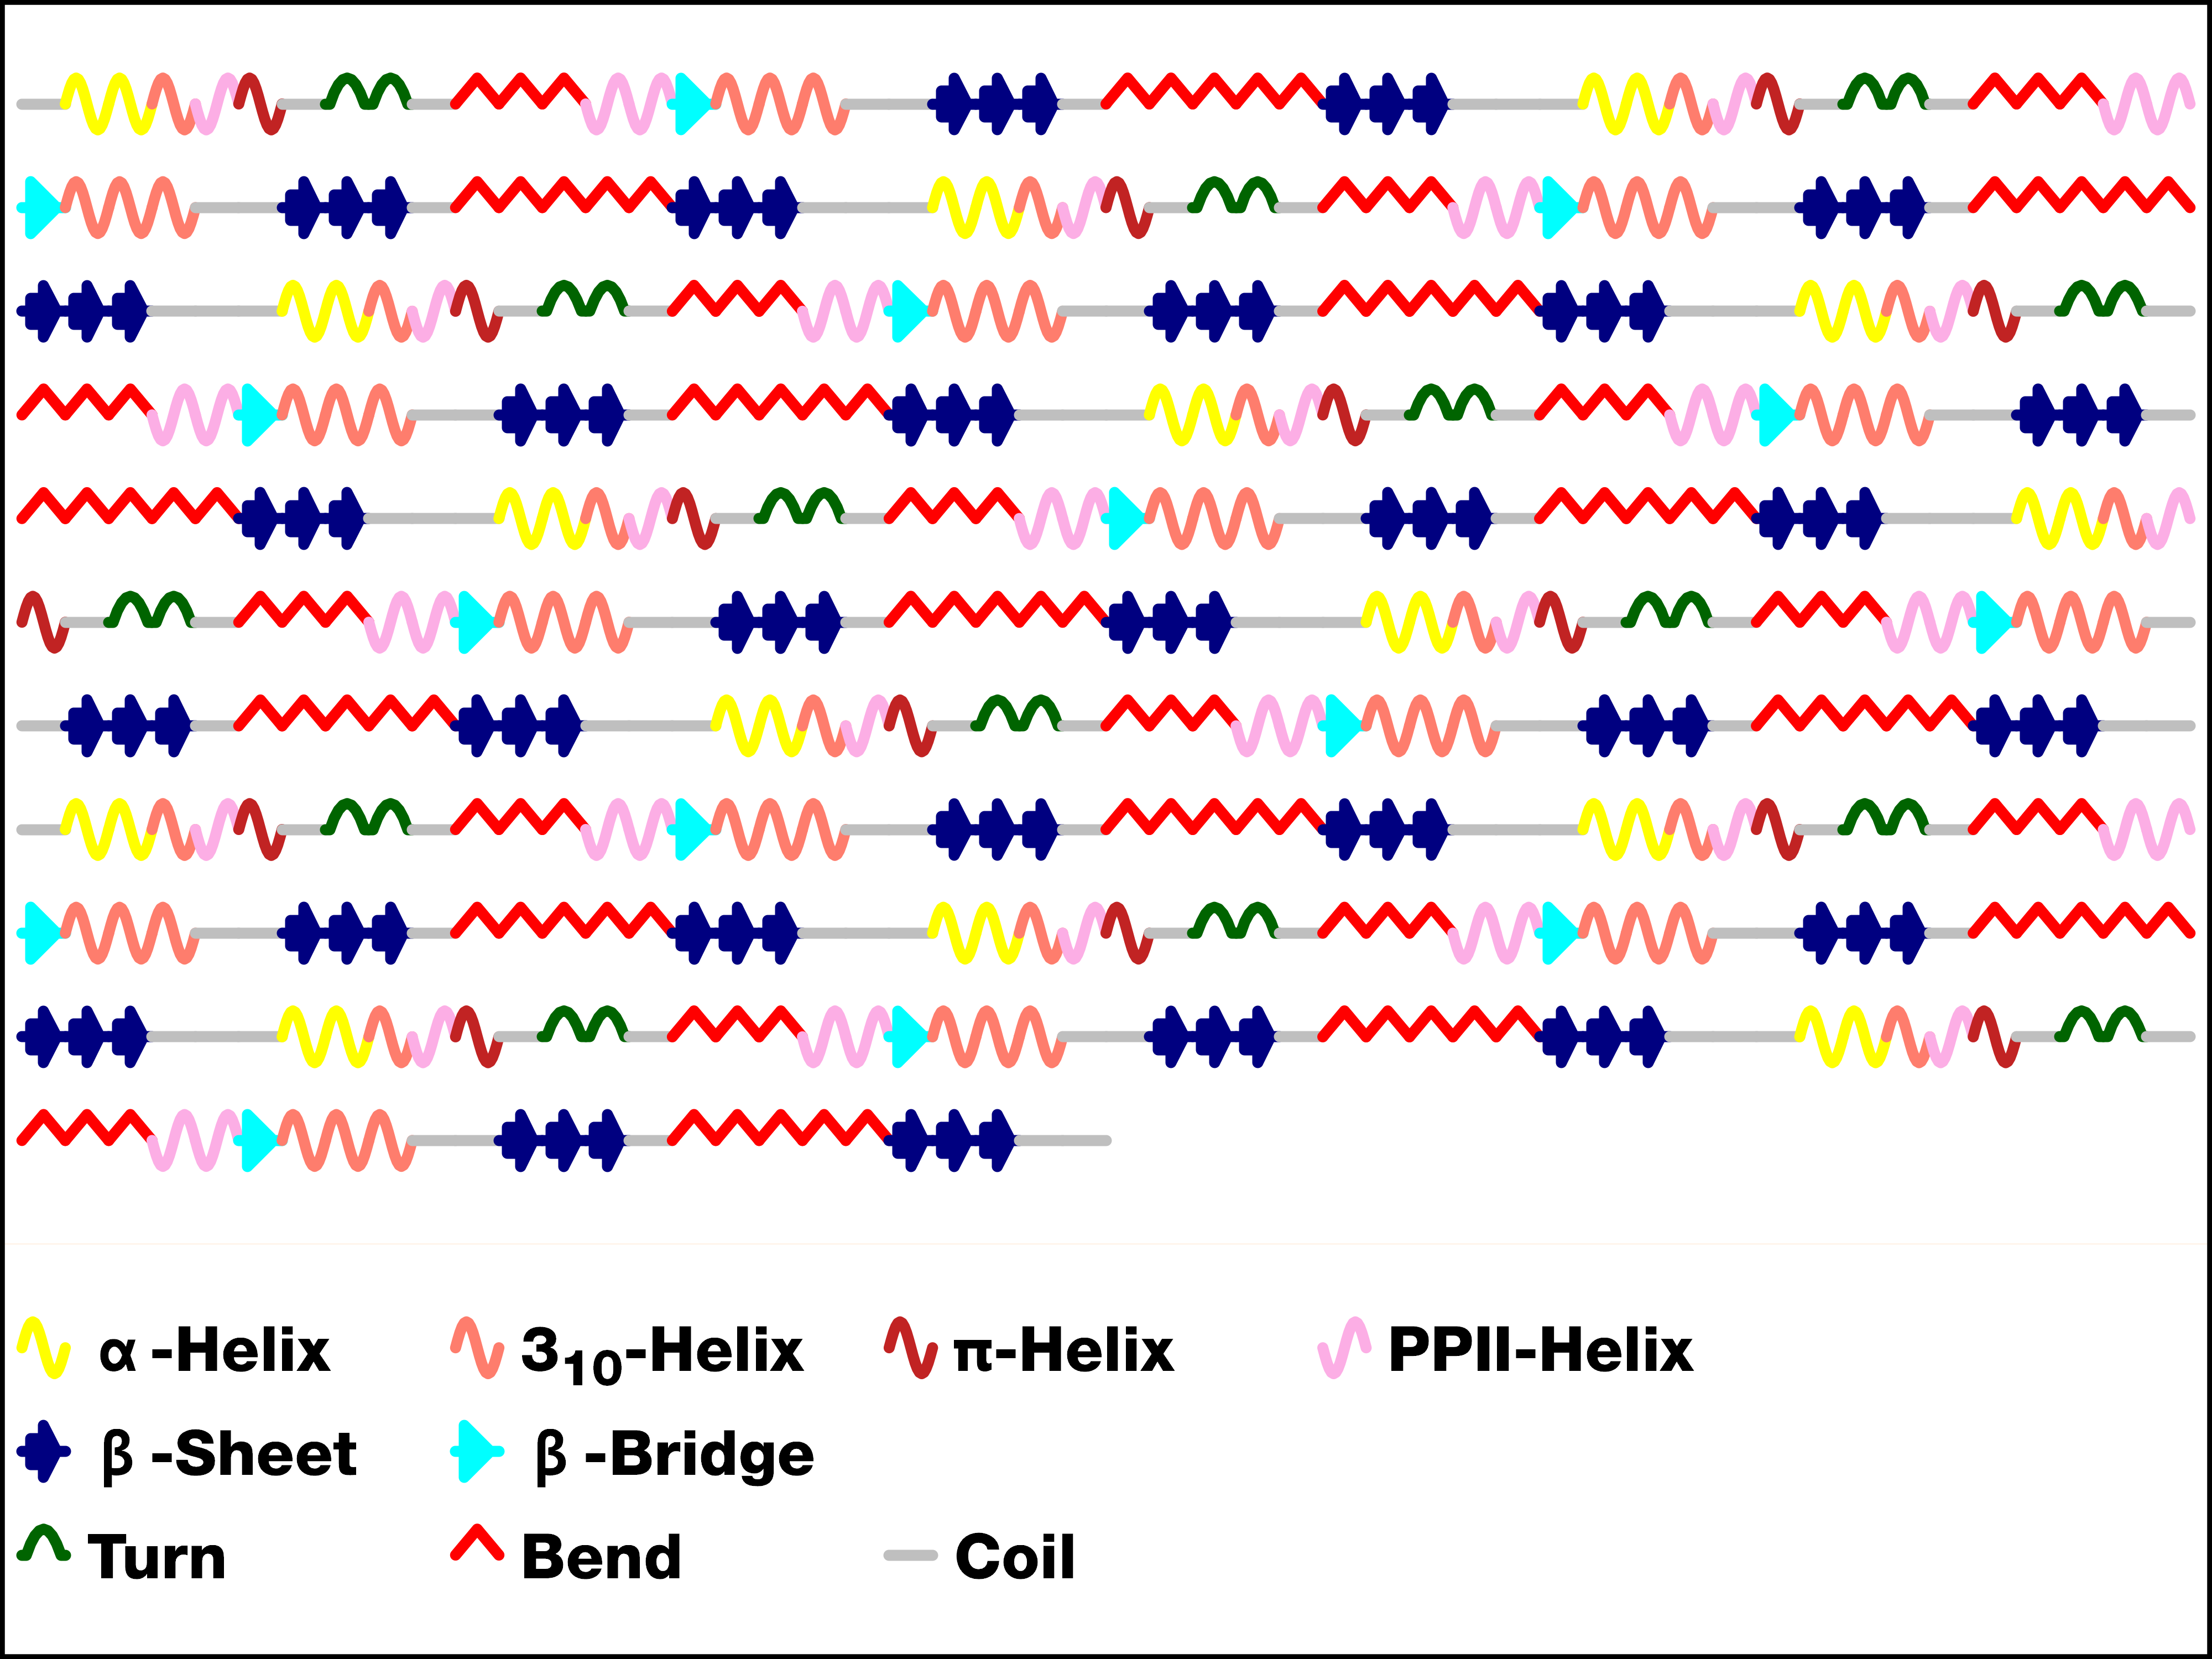 α -Helix 3₁₀-Helix π-Helix PPII-Helix
β -Sheet β -Bridge
Turn Bend Coil